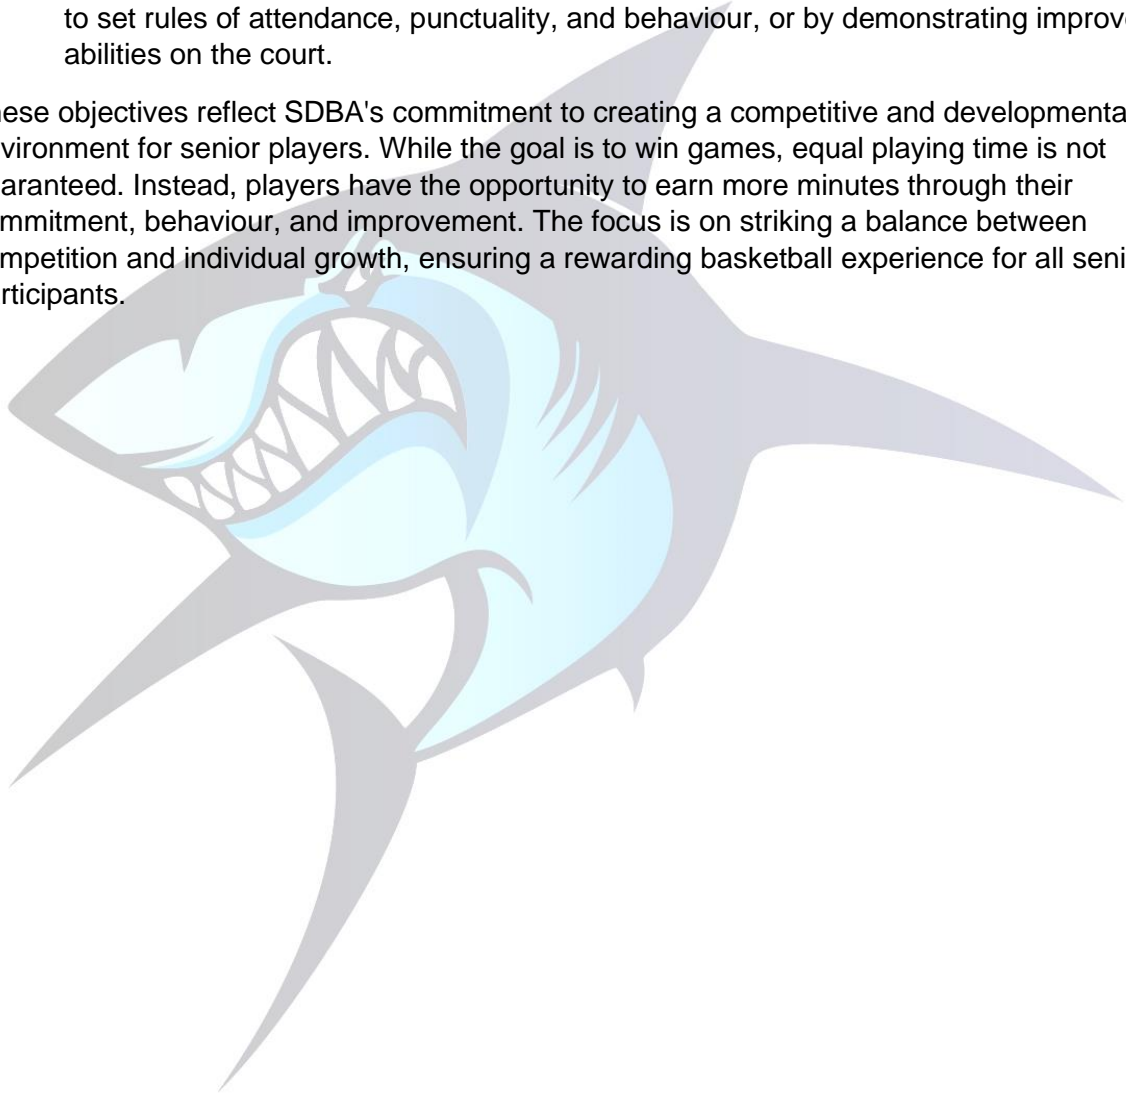 to set rules of attendance, punctuality, and behaviour, or by demonstrating improve
abilities on the court.
hese objectives reflect SDBA's commitment to creating a competitive and developmenta
vironment for senior players. While the goal is to win games, equal playing time is not
aranteed. Instead, players have the opportunity to earn more minutes through their
mmitment, behaviour, and improvement. The focus is on striking a balance between
mpetition and individual growth, ensuring a rewarding basketball experience for all seni
rticipants.